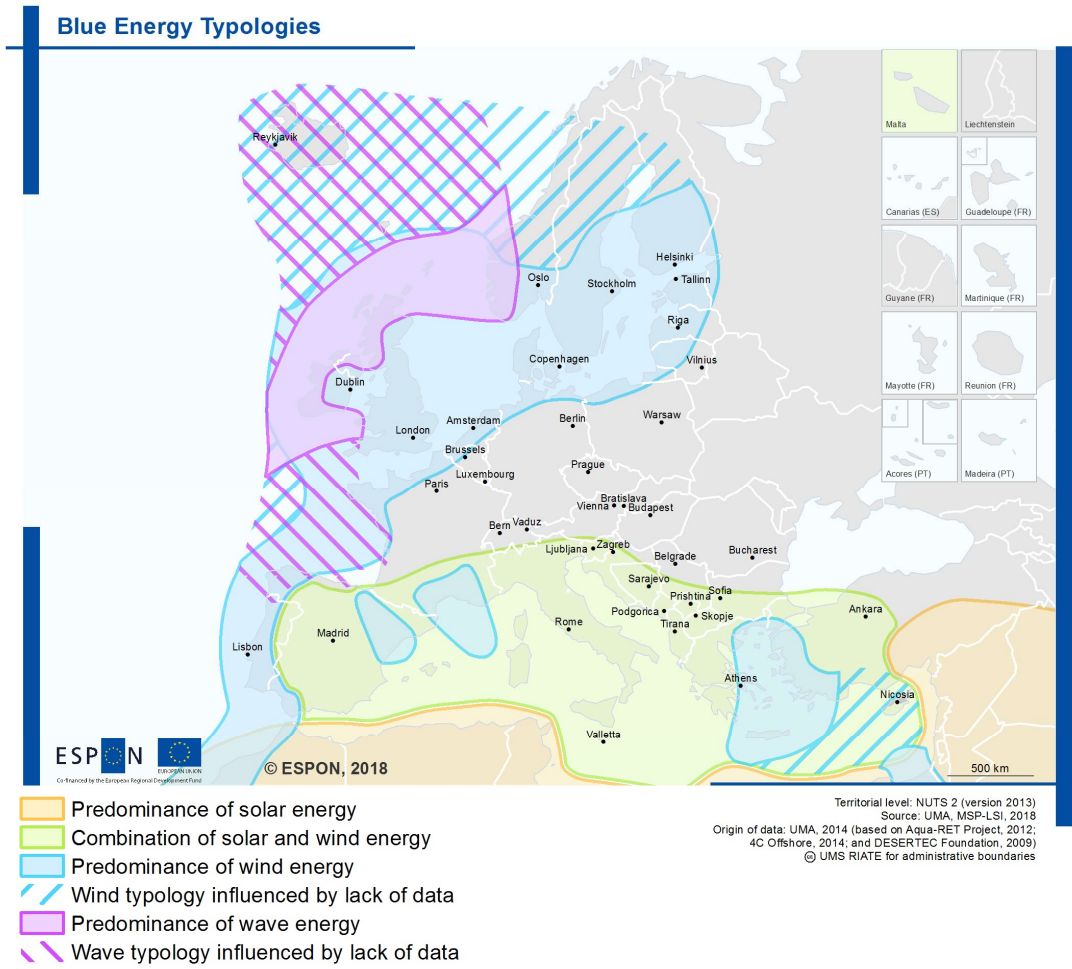 Blue Energy Typologies
Reykjavik
Oslo
Stockholm
Helsinki
Tallinn
Riga
Vilnius
Copenhagen
Dublin
London
Amsterdam
Berlin
Warsaw
Brussels
Luxembourg
Paris
Prague
Bratislava
Vienna
Budapest
Bern
Vaduz
Ljubljana
Zagreb
Belgrade
Bucharest
Sarajevo
Prishtina
Sofia
Podgorica
Skopje
Tirana
Ankara
Rome
Madrid
Lisbon
Athens
Nicosia
Valletta
Malta
Liechtenstein
Canarias (ES)
Guadeloupe (FR)
Guyane (FR)
Martinique (FR)
Mayotte (FR)
Reunion (FR)
Acores (PT)
Madeira (PT)
ESPON
EUROPEAN UNION
Co-financed by the European Regional Development Fund
© ESPON, 2018
500 km
Predominance of solar energy
Combination of solar and wind energy
Predominance of wind energy
Wind typology influenced by lack of data
Predominance of wave energy
Wave typology influenced by lack of data
Territorial level: NUTS 2 (version 2013)
Source: UMA, MSP-LSI, 2018
Origin of data: UMA, 2014 (based on Aqua-RET Project, 2012;
4C Offshore, 2014; and DESERTEC Foundation, 2009)
cc UMS RIATE for administrative boundaries